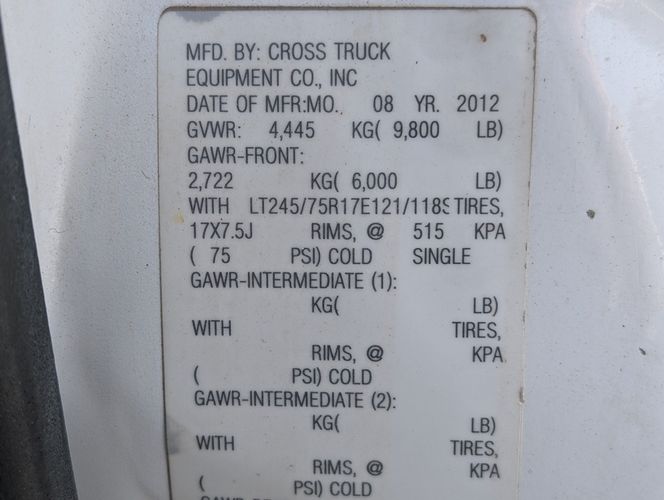 MFD. BY: CROSS TRUCK
EQUIPMENT CO., INC
DATE OF MFR:MO. 08 YR. 2012
GVWR: 4,445 KG( 9,800 LB)
GAWR-FRONT:
2,722 KG( 6,000 LB)
WITH LT245/75R17E121/118S TIRES,
17X7.5J RIMS, @ 515 KPA
( 75 PSI) COLD SINGLE
GAWR-INTERMEDIATE (1):
KG( LB)
WITH TIRES,
RIMS, @ KPA
( PSI) COLD
GAWR-INTERMEDIATE (2):
KG( LB)
WITH TIRES,
RIMS, @ KPA
( PSI) COLD